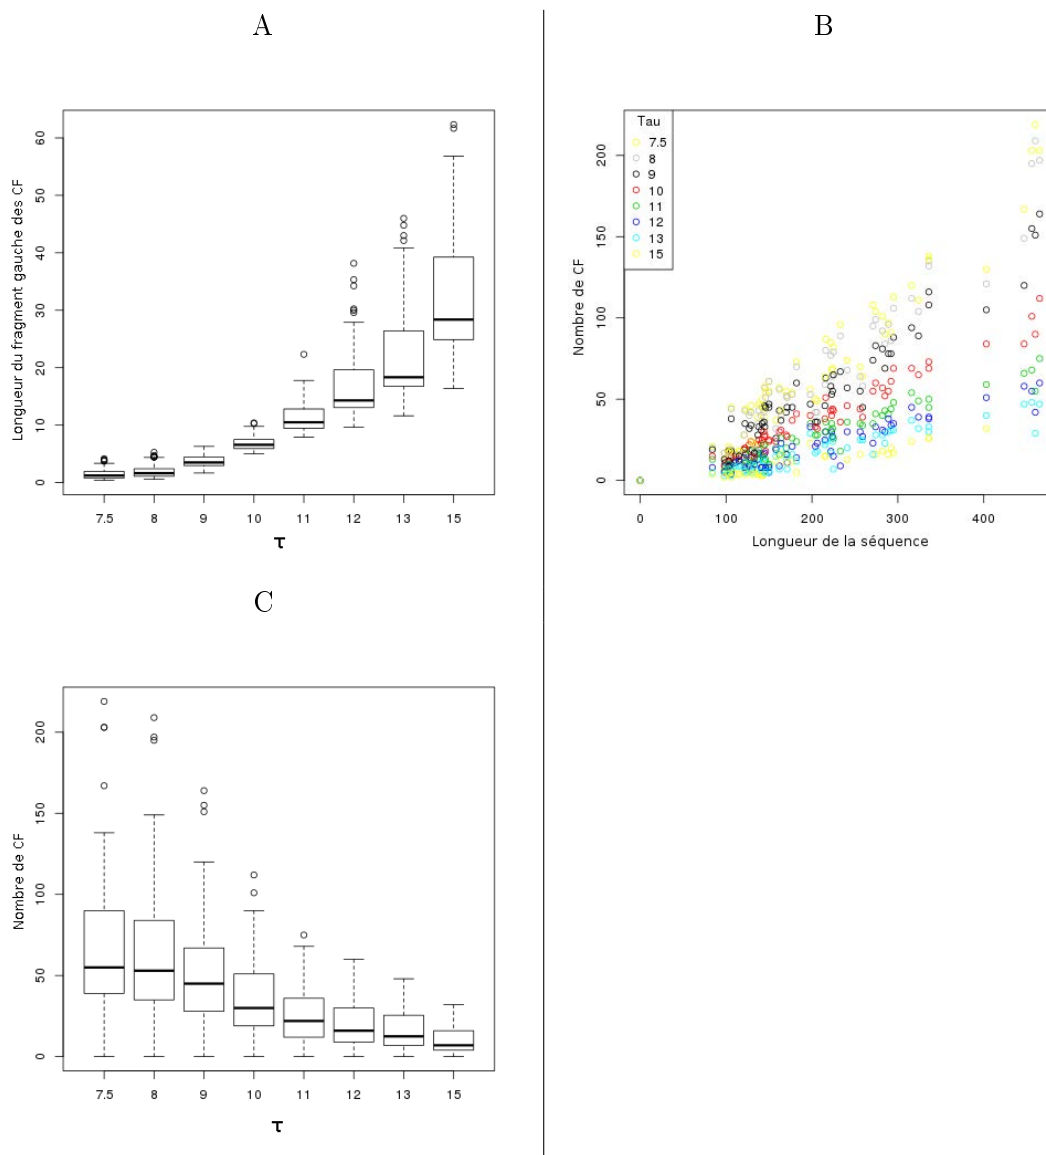 A
Longueur du fragment gauche des CF
60
50
40
30
20
10
0
7.5 8 9 10 11 12 13 15
τ
B
Nombre de CF
200
150
100
50
0
Tau
7.5
8
9
10
11
12
13
15
0 100 200 300 400
Longueur de la séquence
C
Nombre de CF
200
150
100
50
0
7.5 8 9 10 11 12 13 15
τ